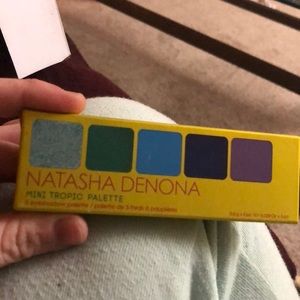 NATASHA DENONA
MINI TROPIC PALETTE
5 eyeshadow palette / palette de 5 fards à paupières